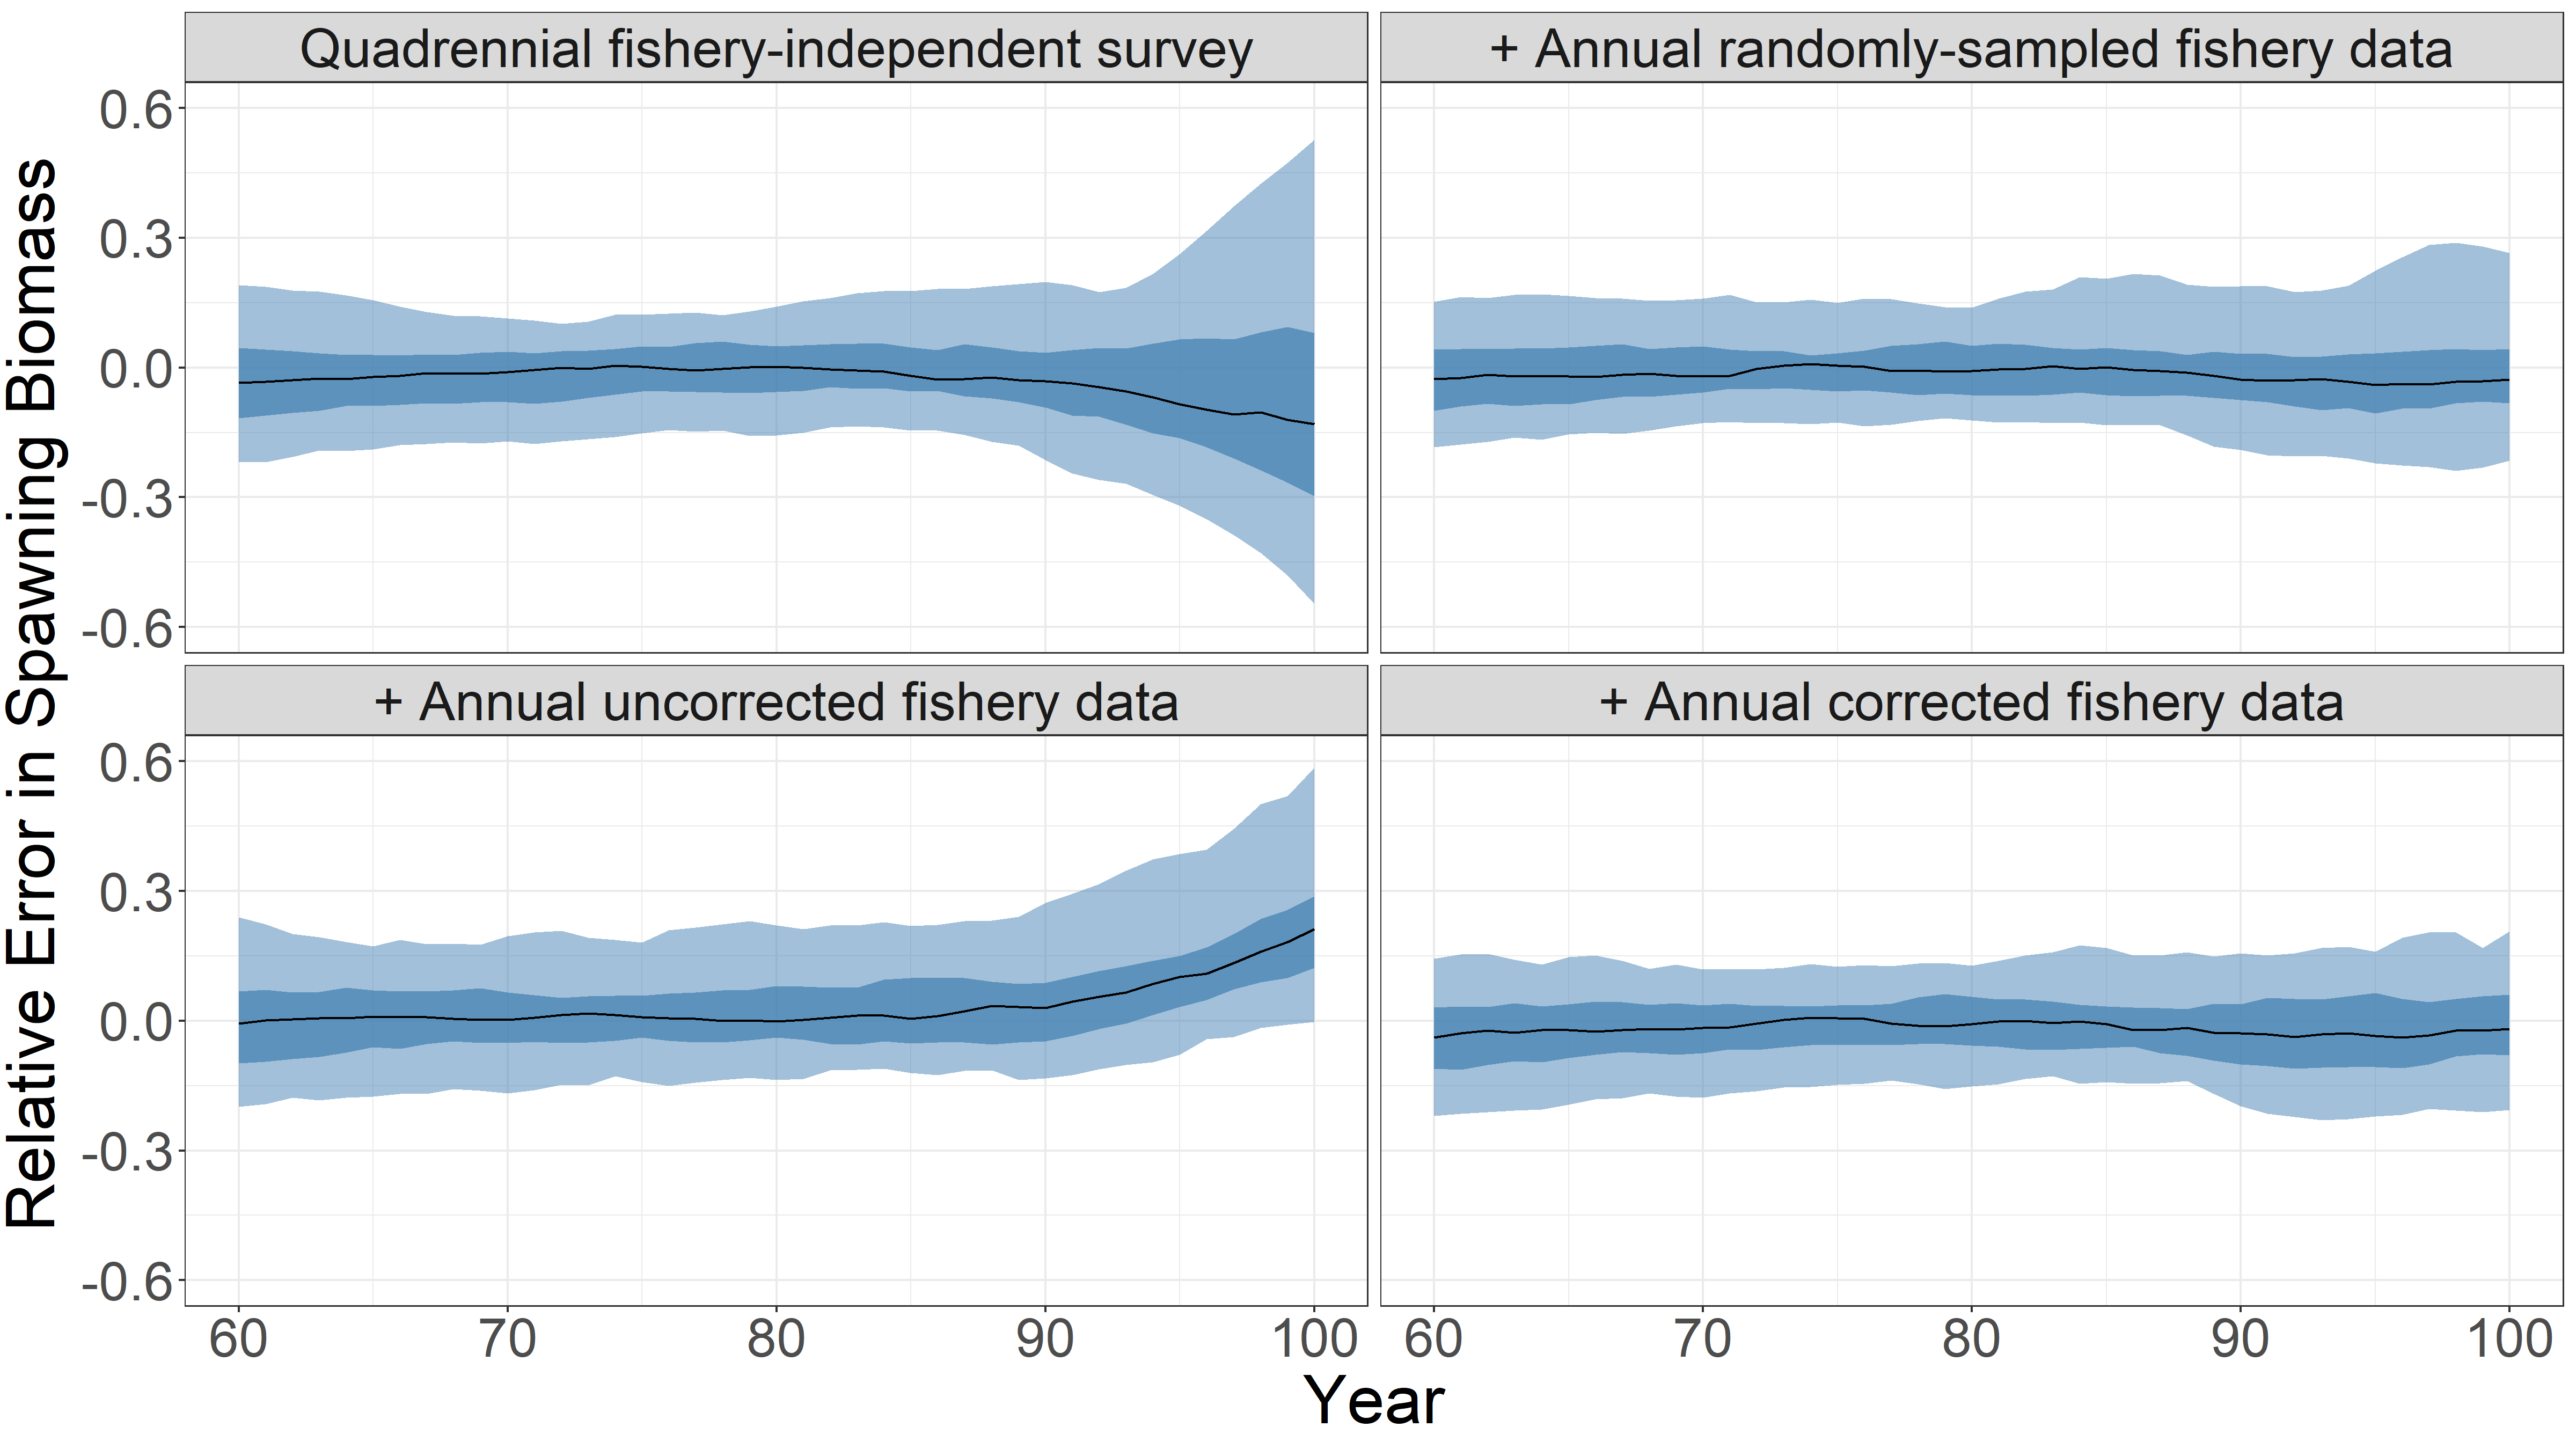 Quadrennial fishery-independent survey
+ Annual randomly-sampled fishery data
0.6
0.3
0.0
-0.3
-0.6
+ Annual uncorrected fishery data
+ Annual corrected fishery data
0.6
0.3
0.0
-0.3
-0.6
60 70 80 90 100
60 70 80 90 100
Year
Relative Error in Spawning Biomass